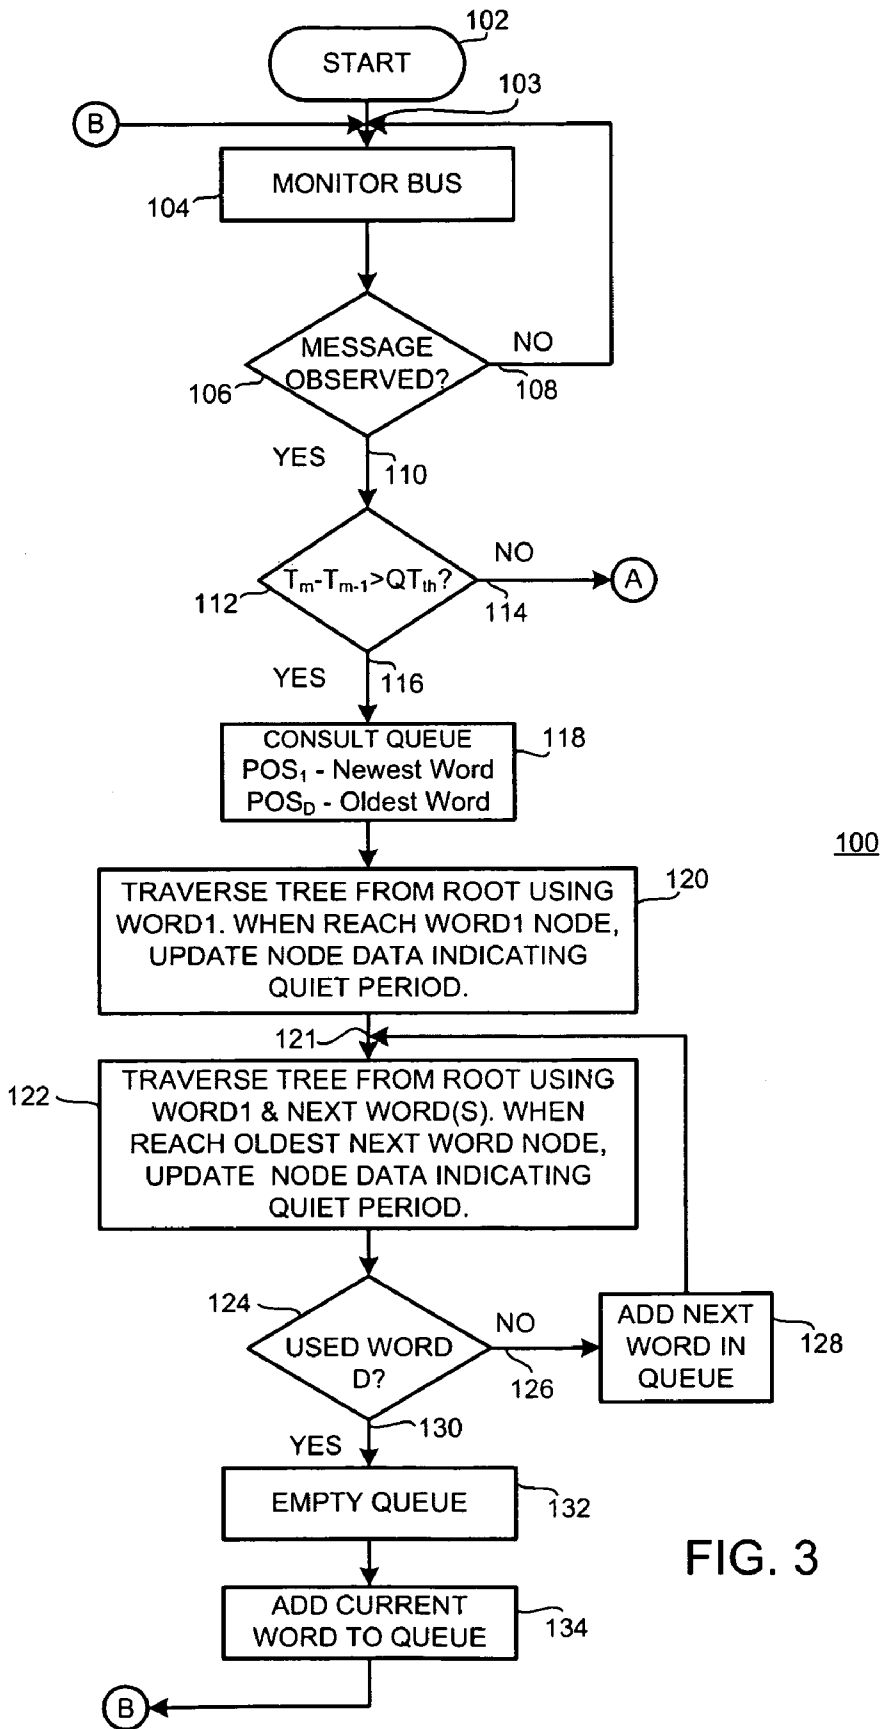 102
START
103
B
MONITOR BUS
104
MESSAGE
OBSERVED?
NO
106
108
YES
110
Tm-Tm-1>QTth?
NO
A
112
114
YES
116
CONSULT QUEUE
POS1 - Newest Word
POSD - Oldest Word
118
100
TRAVERSE TREE FROM ROOT USING
WORD1. WHEN REACH WORD1 NODE,
UPDATE NODE DATA INDICATING
QUIET PERIOD.
120
121
122
TRAVERSE TREE FROM ROOT USING
WORD1 & NEXT WORD(S). WHEN
REACH OLDEST NEXT WORD NODE,
UPDATE NODE DATA INDICATING
QUIET PERIOD.
124
USED WORD
D?
NO
126
ADD NEXT
WORD IN
QUEUE
128
130
YES
EMPTY QUEUE
132
FIG. 3
ADD CURRENT
WORD TO QUEUE
134
B